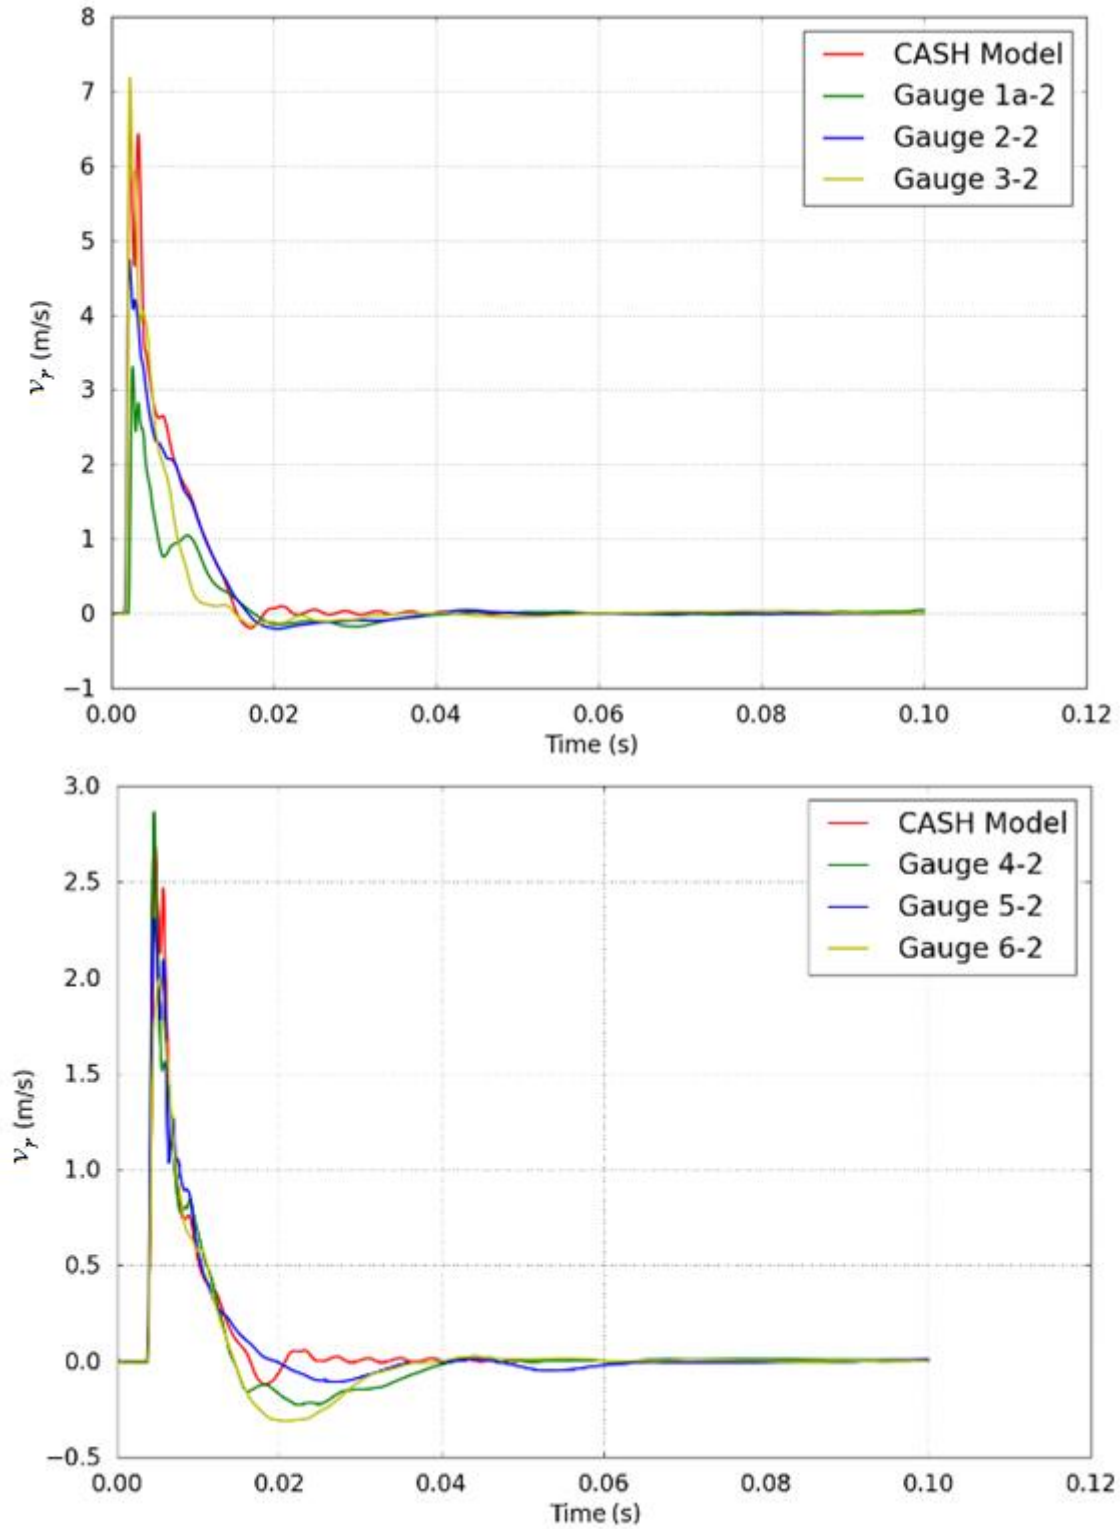 8
7
6
5
4
3
2
1
0
−1
𝑣ᵣ (m/s)
CASH Model
Gauge 1a-2
Gauge 2-2
Gauge 3-2
0.00 0.02 0.04 0.06 0.08 0.10 0.12
Time (s)
3.0
2.5
2.0
1.5
1.0
0.5
0.0
−0.5
𝑣ᵣ (m/s)
CASH Model
Gauge 4-2
Gauge 5-2
Gauge 6-2
0.00 0.02 0.04 0.06 0.08 0.10 0.12
Time (s)